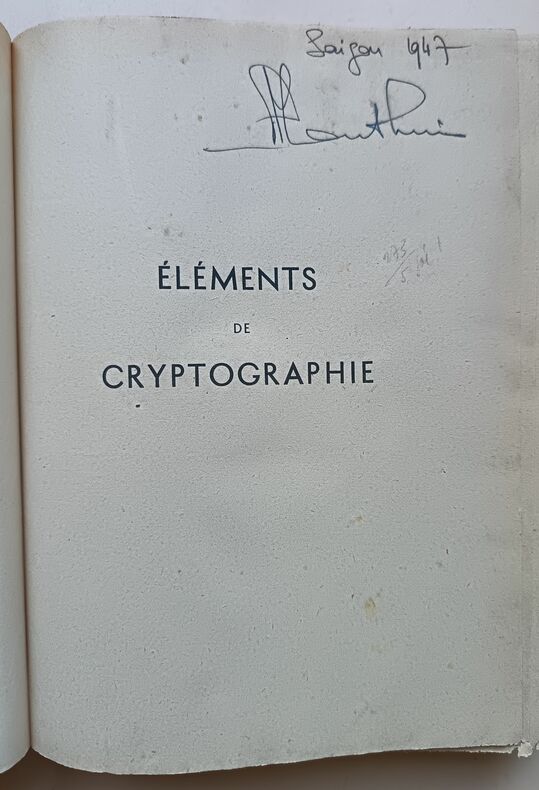 Saigon 1947
ÉLÉMENTS
DE
CRYPTOGRAPHIE